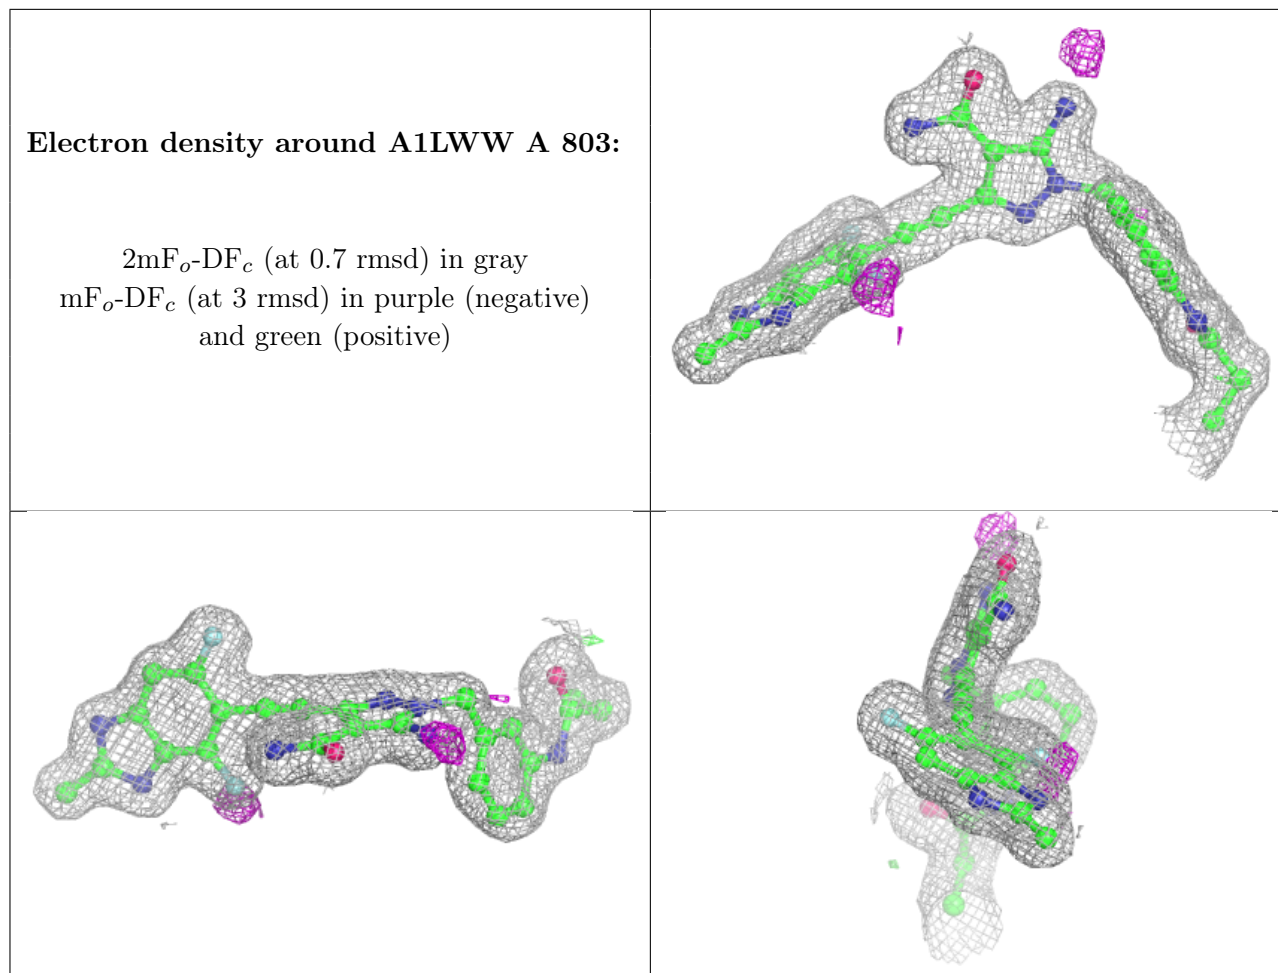 Electron density around A1LWW A 803:
2mFo-DFc (at 0.7 rmsd) in gray
mFo-DFc (at 3 rmsd) in purple (negative)
and green (positive)